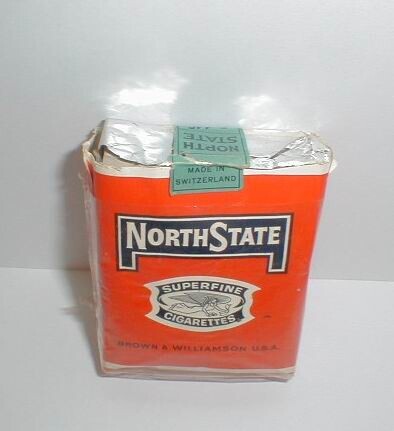 NORTH
STATE
MADE IN
SWITZERLAND
NORTHSTATE
SUPERFINE
CIGARETTES
BROWN & WILLIAMSON U.S.A.